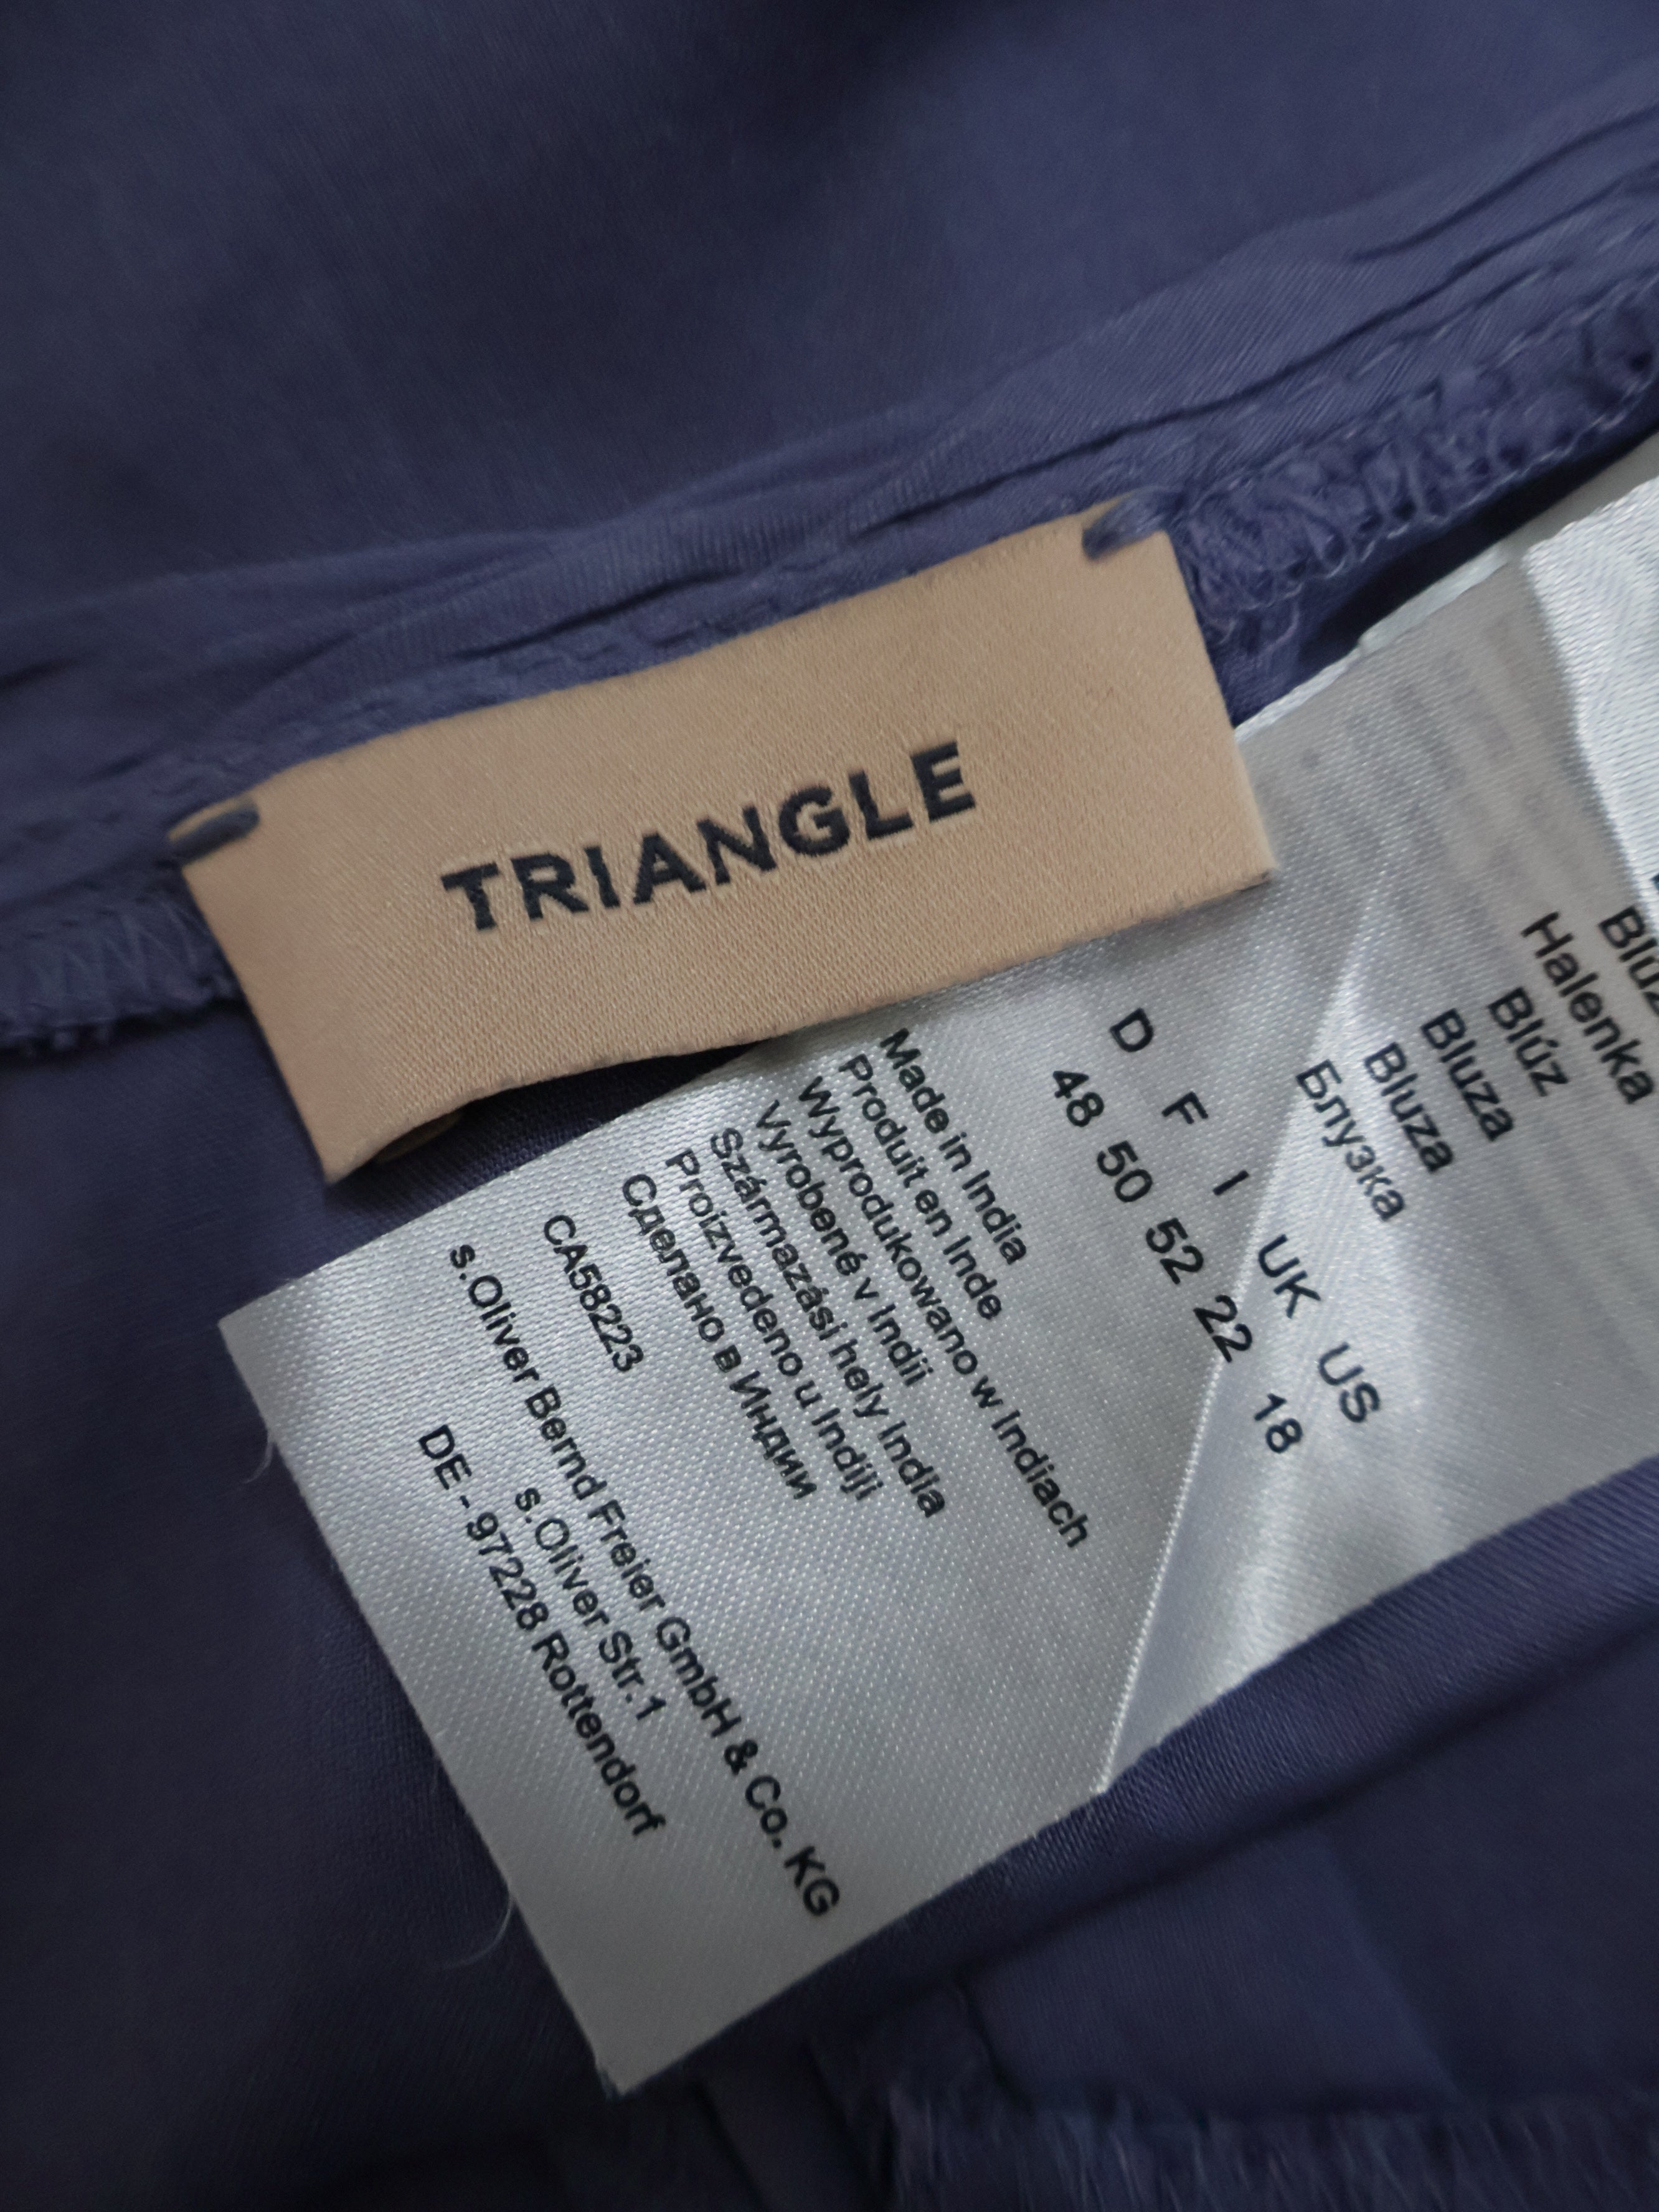 TRIANGLE
Halenka
Blúz
Bluza
Bluza
Блузка
D F I UK US
48 50 52 22 18
Made in India
Produit en Inde
Wyprodukowano w Indiach
Vyrobené v Indii
Származási hely India
Proizvedeno u Indiji
Сделано в Индии
CA58223
s.Oliver Bernd Freier GmbH & Co. KG
s.Oliver Str.1
DE - 97228 Rottendorf